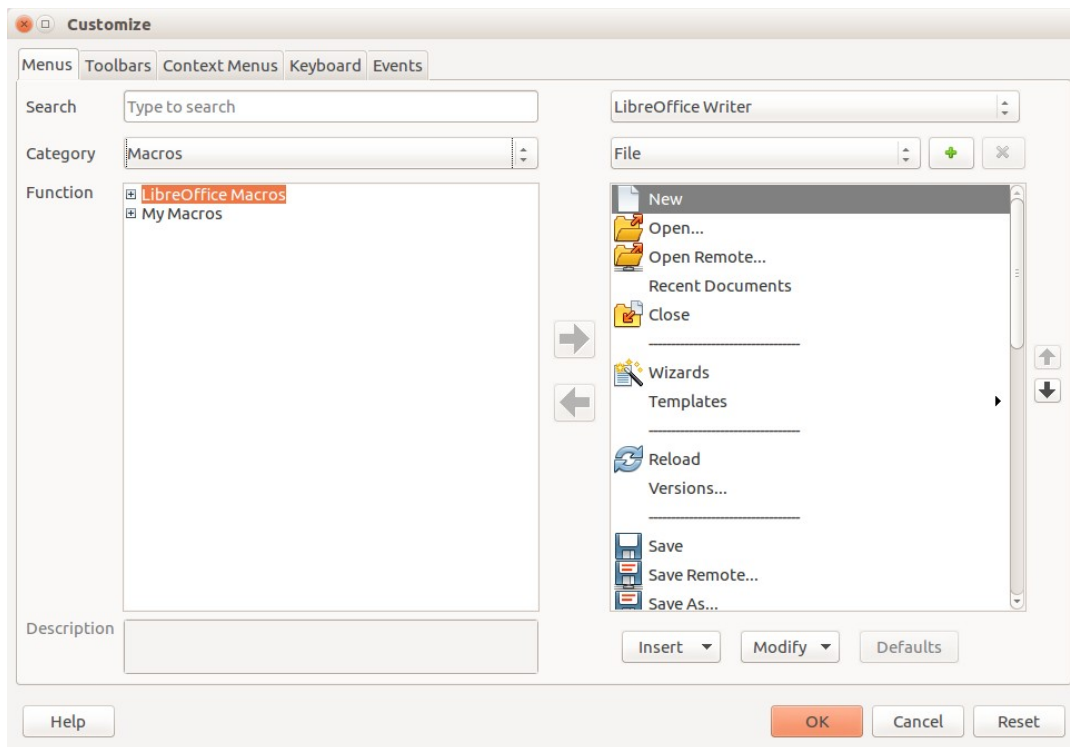 Customize
Menus Toolbars Context Menus Keyboard Events
Search Type to search LibreOffice Writer
Category Macros File
Function LibreOffice Macros New
My Macros
Open...
Open Remote...
Recent Documents
Close
Wizards
Templates
Reload
Versions...
Save
Save Remote...
Save As...
Description
Insert Modify Defaults
Help OK Cancel Reset